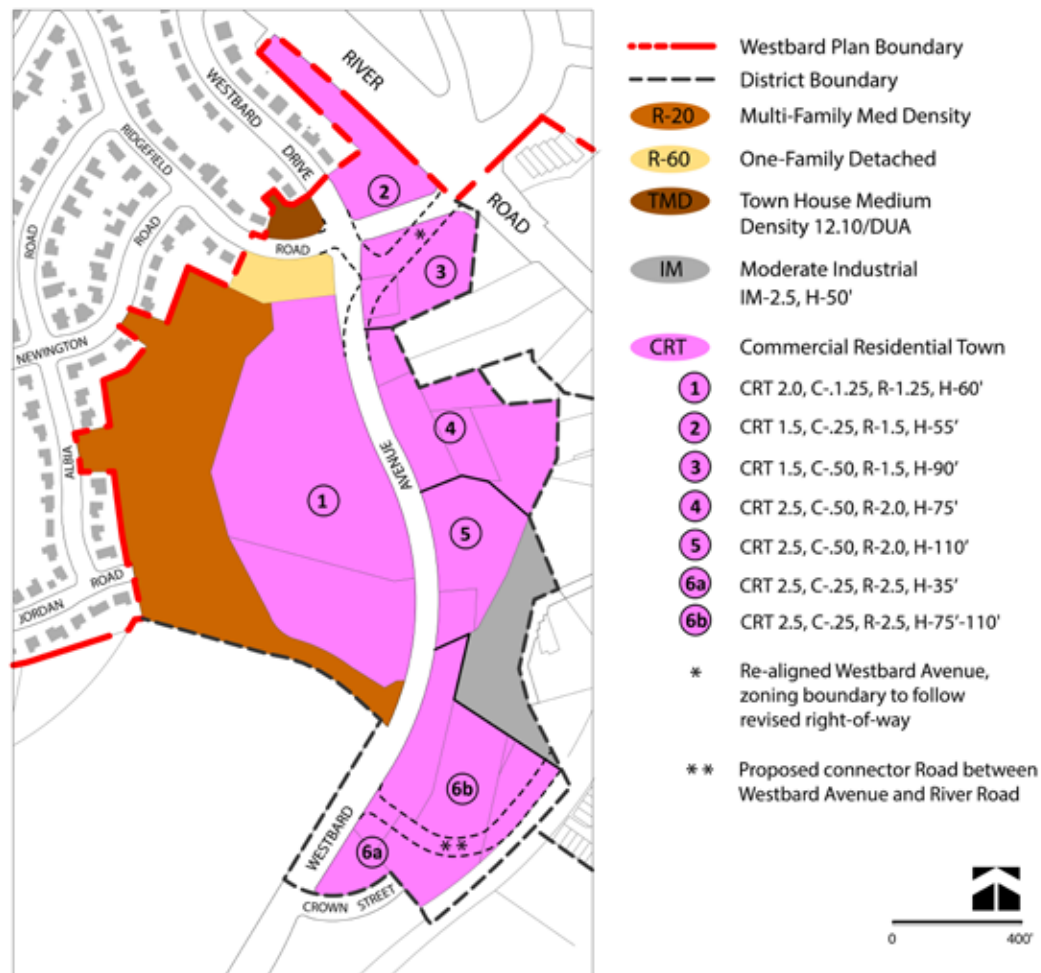 RIVER
ROAD
WESTBARD
DRIVE
RIDGEFIELD
ROAD
ROAD
ROAD
NEWINGTON
ALBIA
ROAD
JORDAN
AVENUE
WESTBARD
CROWN STREET
2
*
3
4
1
5
6b
**
6a
Westbard Plan Boundary
District Boundary
R-20 Multi-Family Med Density
R-60 One-Family Detached
TMD Town House Medium
Density 12.10/DUA
IM Moderate Industrial
IM-2.5, H-50'
CRT Commercial Residential Town
1 CRT 2.0, C-.1.25, R-1.25, H-60'
2 CRT 1.5, C-.25, R-1.5, H-55'
3 CRT 1.5, C-.50, R-1.5, H-90'
4 CRT 2.5, C-.50, R-2.0, H-75'
5 CRT 2.5, C-.50, R-2.0, H-110'
6a CRT 2.5, C-.25, R-2.5, H-35'
6b CRT 2.5, C-.25, R-2.5, H-75'-110'
* Re-aligned Westbard Avenue,
zoning boundary to follow
revised right-of-way
** Proposed connector Road between
Westbard Avenue and River Road
0 400'